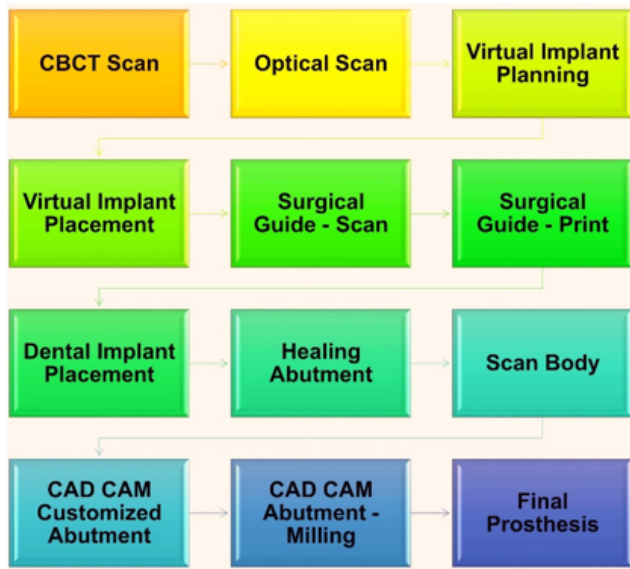 CBCT Scan
Optical Scan
Virtual Implant
Planning
Virtual Implant
Placement
Surgical
Guide - Scan
Surgical
Guide - Print
Dental Implant
Placement
Healing
Abutment
Scan Body
CAD CAM
Customized
Abutment
CAD CAM
Abutment -
Milling
Final
Prosthesis